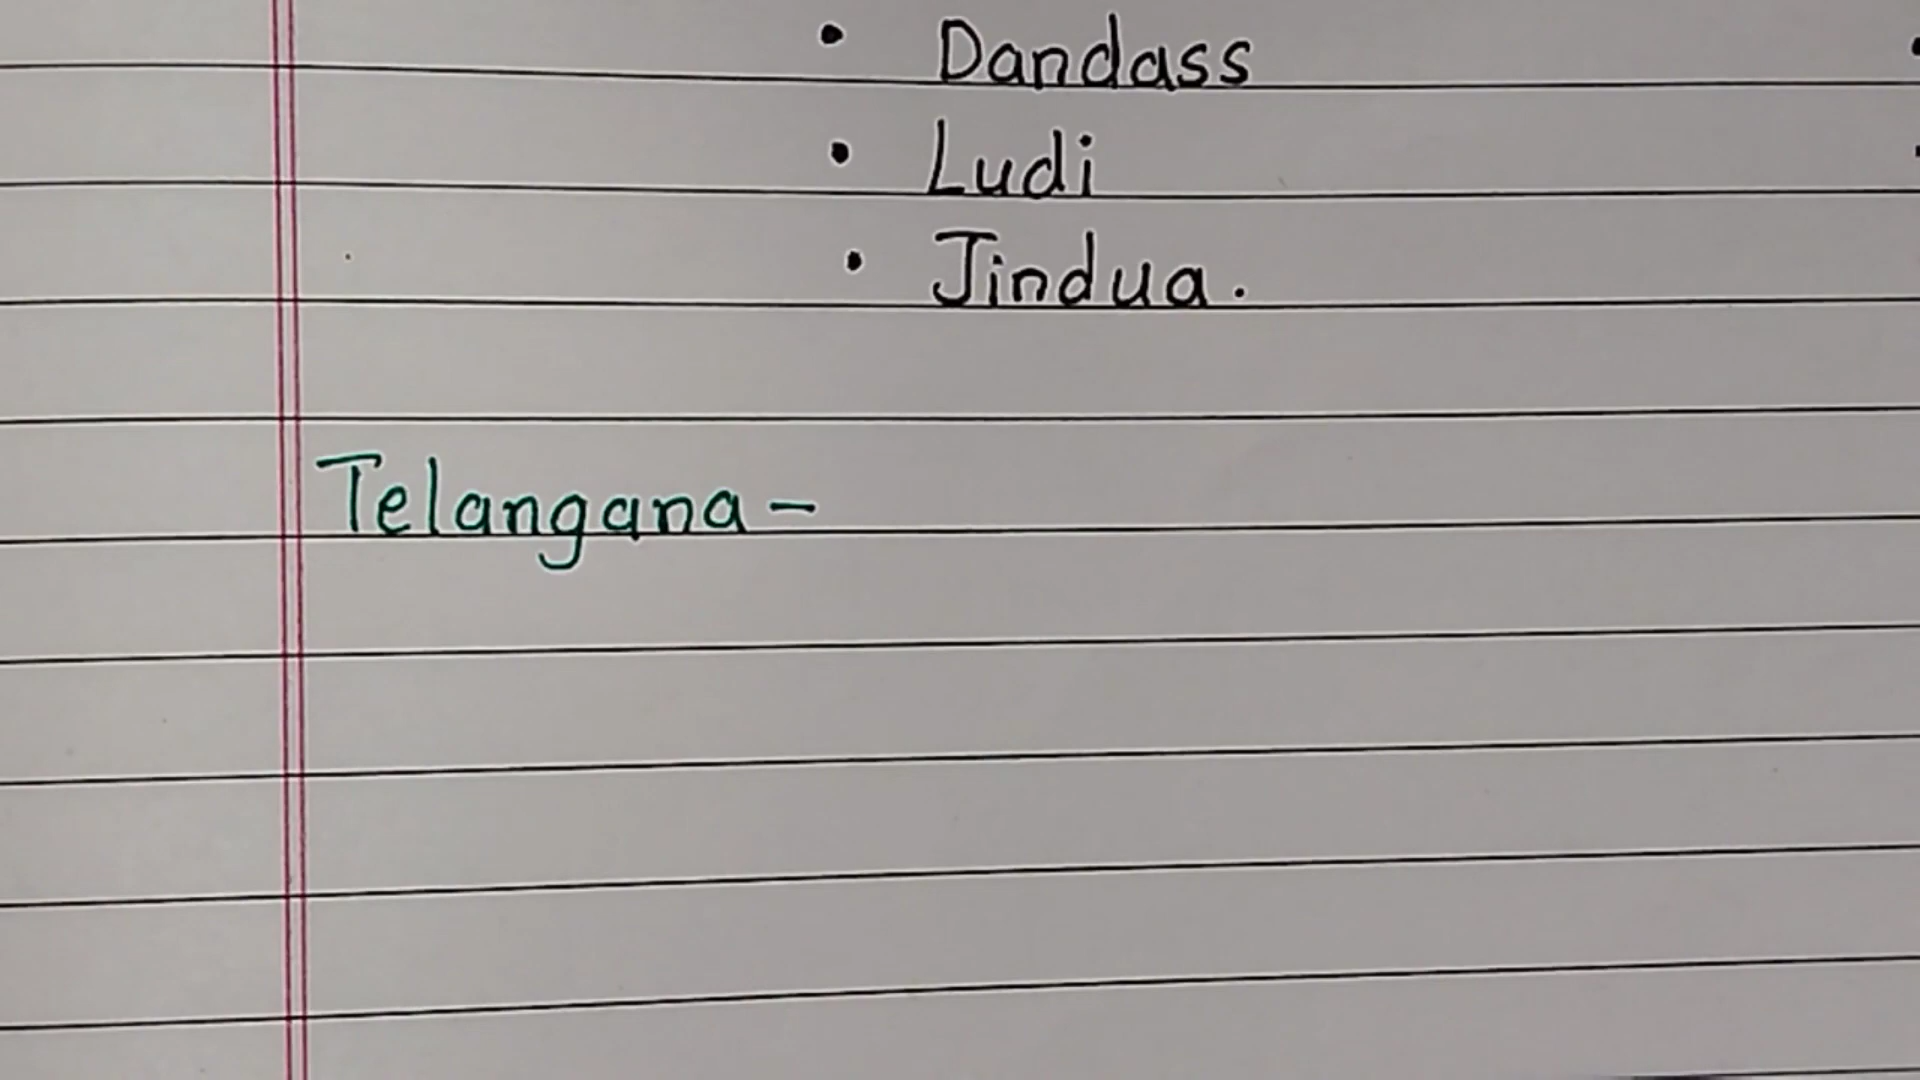 • Dandass
• Ludi
• Jindua.
Telangana -